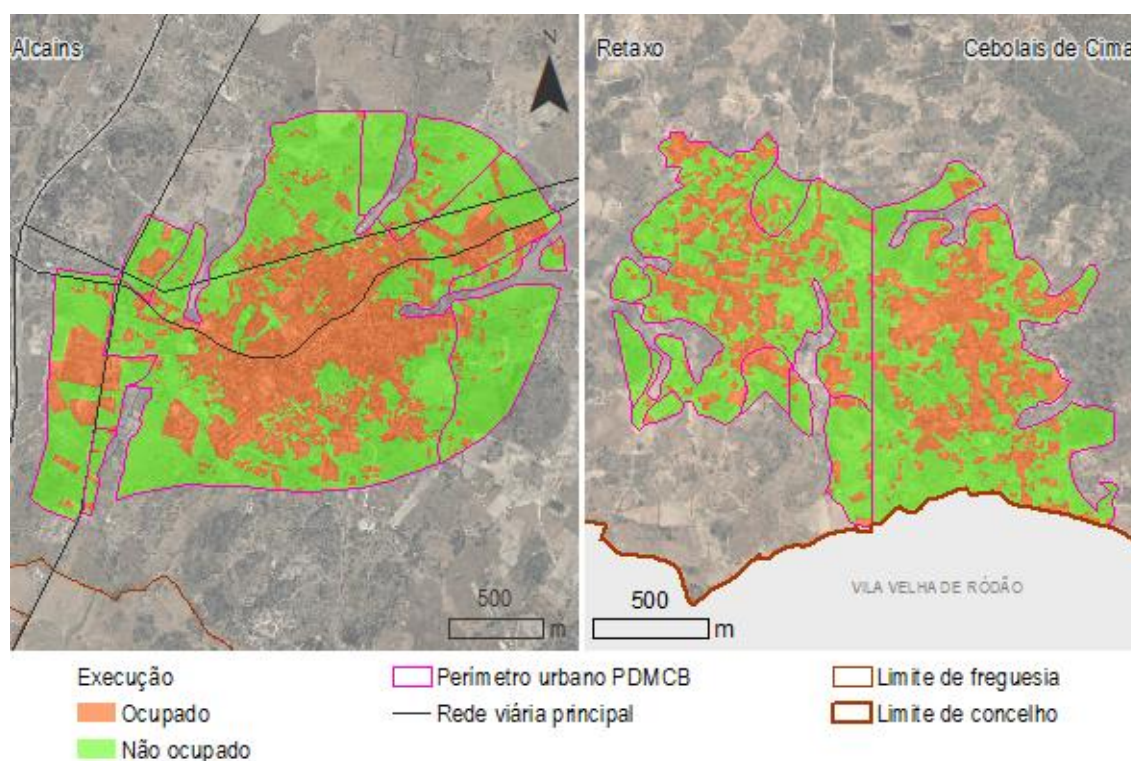 Alcains
N
500
m
Retaxo
Cebolais de Cima
VILA VELHA DE RÓDÃO
500
m
Execução
Ocupado
Não ocupado
Perímetro urbano PDMCB
Rede viária principal
Limite de freguesia
Limite de concelho